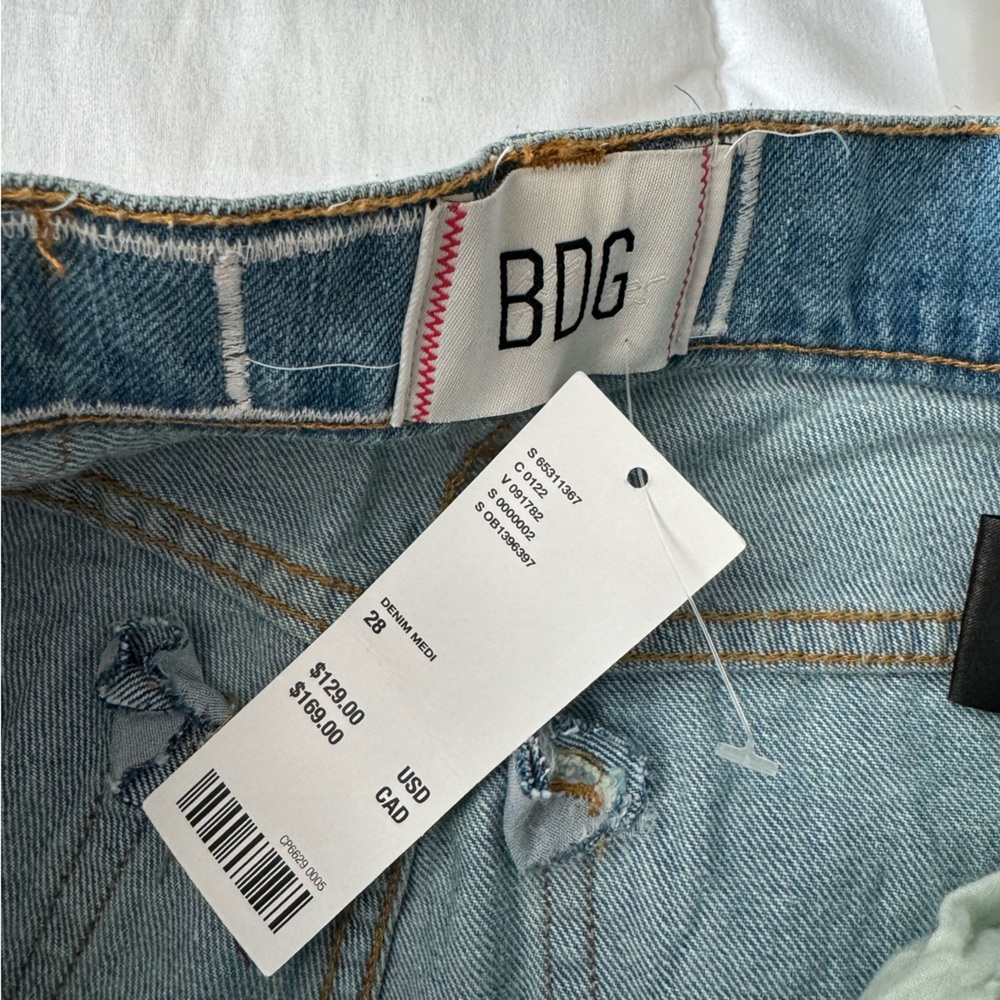 BDG
S 65311367
C 0122
V 091782
S 0000002
S OB1396397
DENIM MEDI
28
$129.00 USD
$169.00 CAD
CP6629 0005